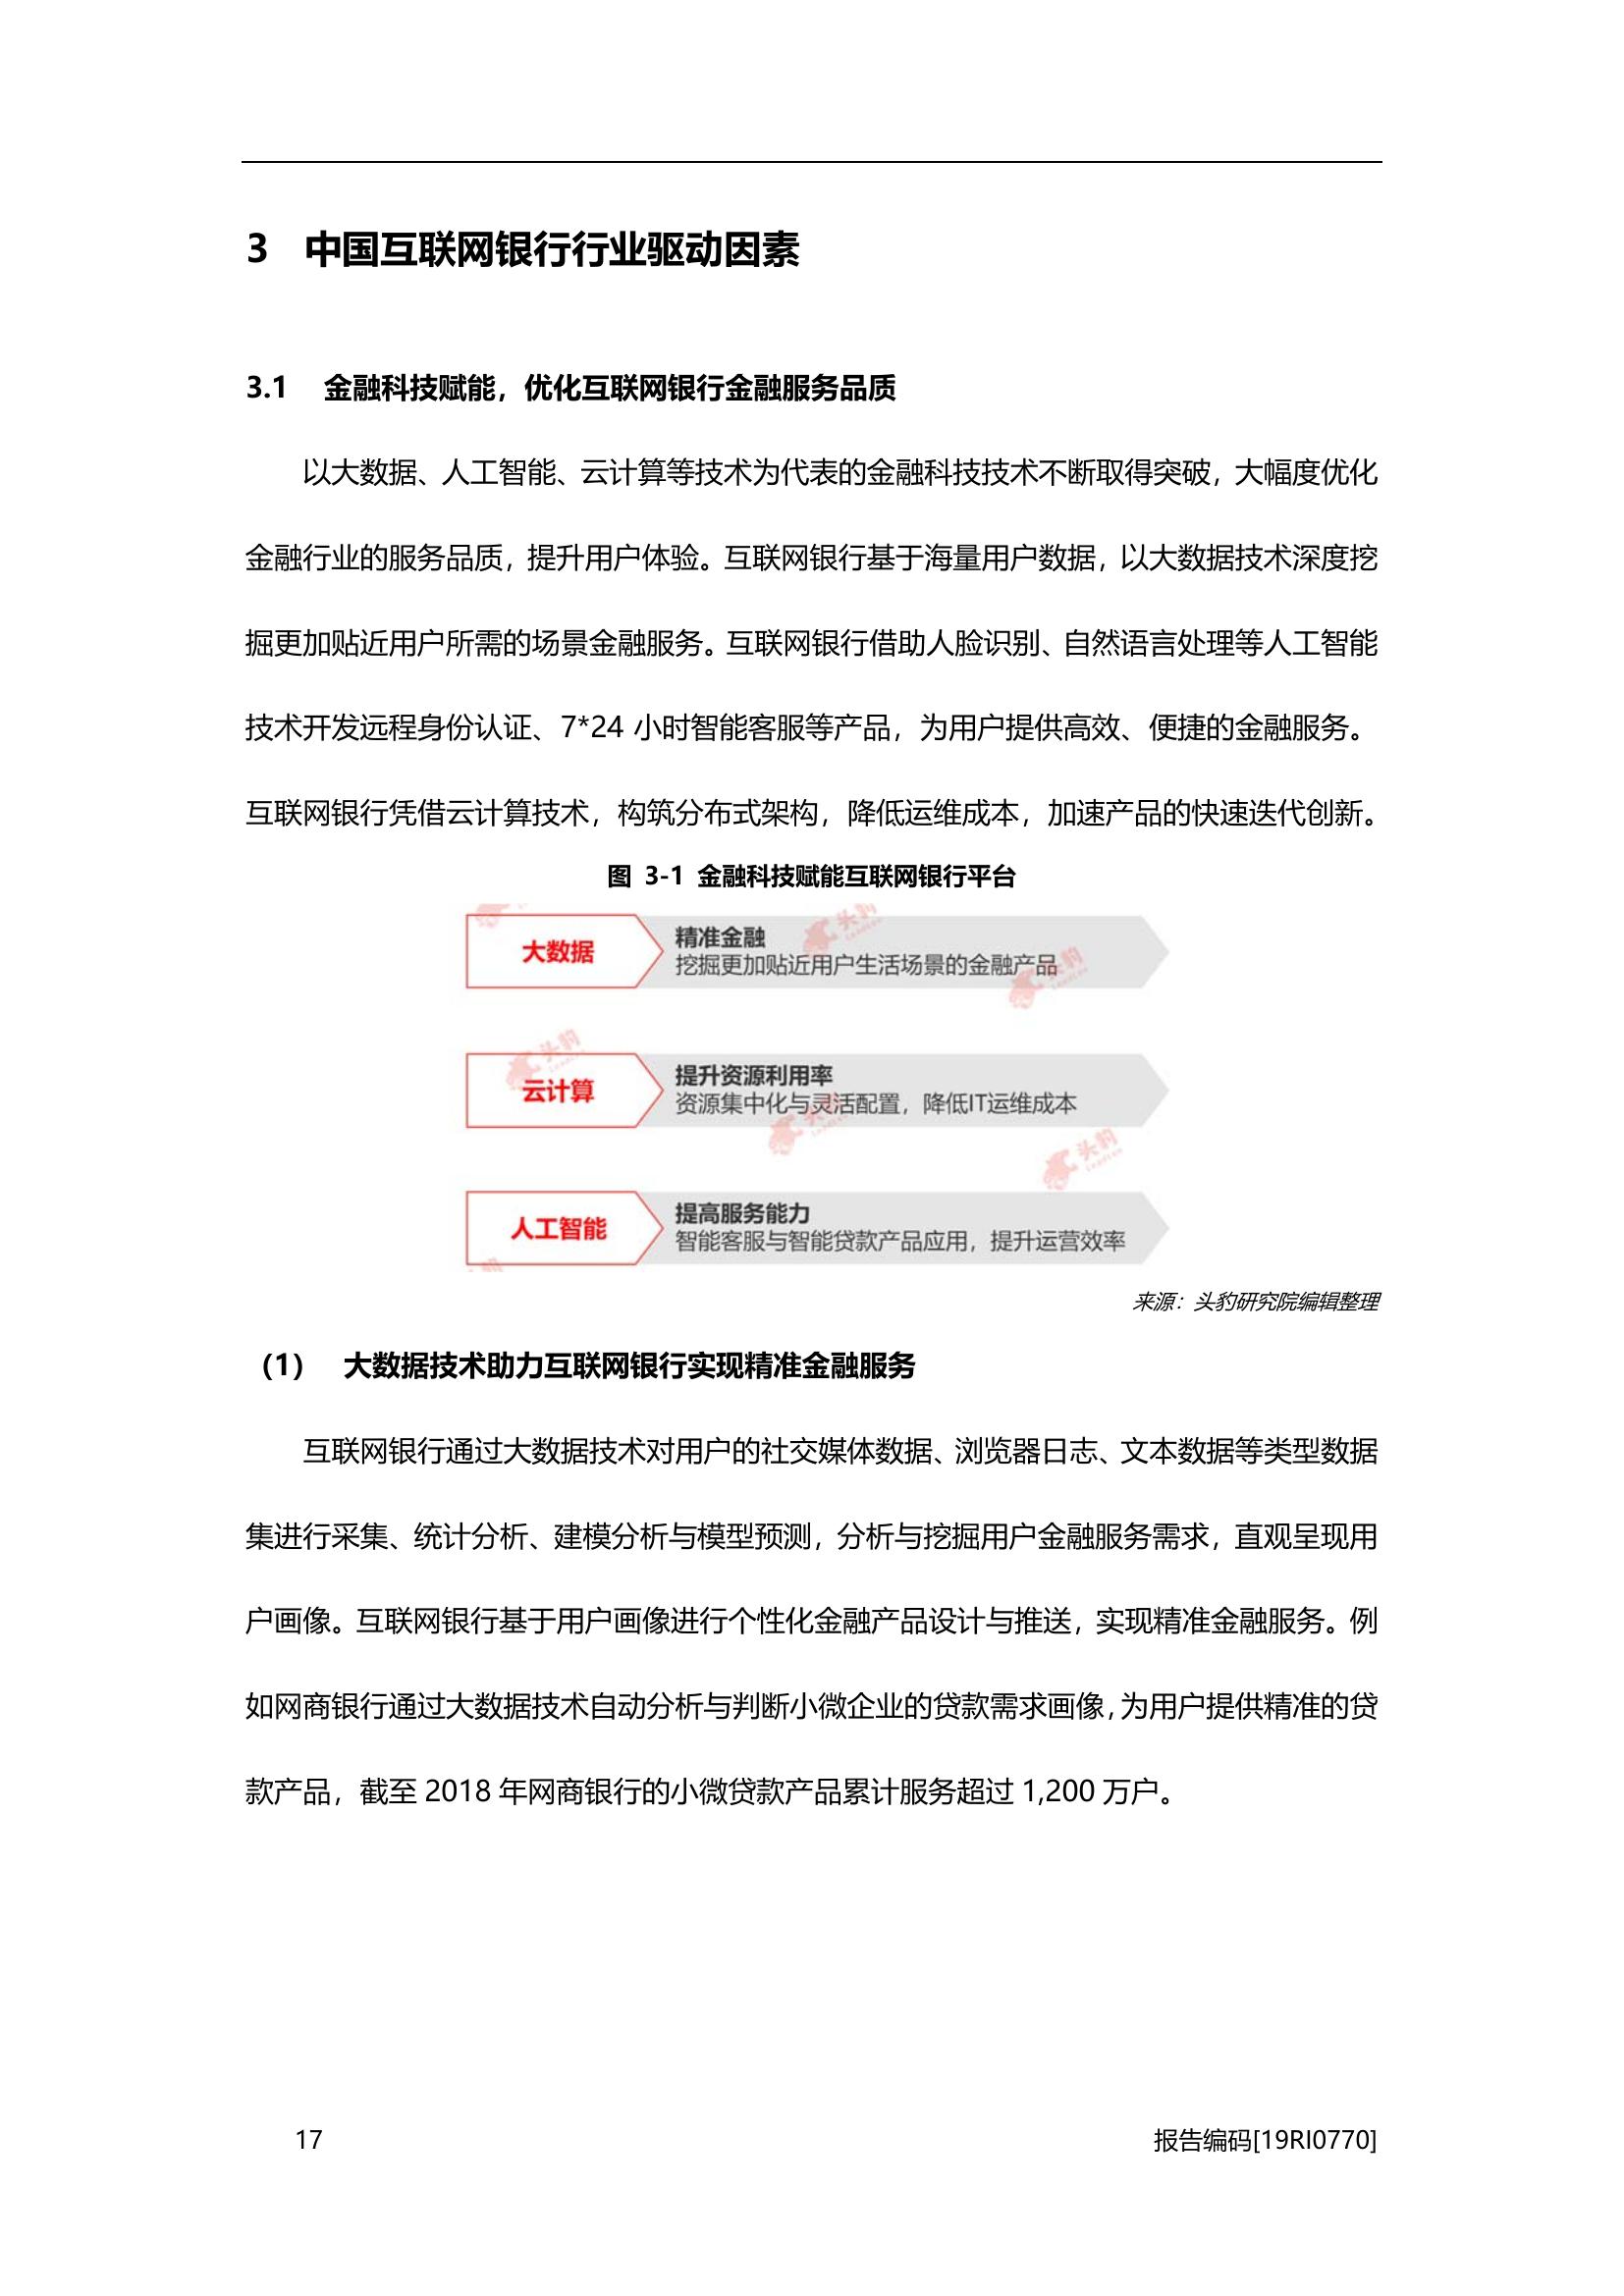 3 中国互联网银行行业驱动因素
3.1 金融科技赋能，优化互联网银行金融服务品质
以大数据、人工智能、云计算等技术为代表的金融科技技术不断取得突破，大幅度优化
金融行业的服务品质，提升用户体验。互联网银行基于海量用户数据，以大数据技术深度挖
掘更加贴近用户所需的场景金融服务。互联网银行借助人脸识别、自然语言处理等人工智能
技术开发远程身份认证、7*24 小时智能客服等产品，为用户提供高效、便捷的金融服务。
互联网银行凭借云计算技术，构筑分布式架构，降低运维成本，加速产品的快速迭代创新。
图 3-1 金融科技赋能互联网银行平台
大数据
精准金融
挖掘更加贴近用户生活场景的金融产品
云计算
提升资源利用率
资源集中化与灵活配置，降低IT运维成本
人工智能
提高服务能力
智能客服与智能贷款产品应用，提升运营效率
头豹
头豹
头豹
头豹
来源：头豹研究院编辑整理
（1） 大数据技术助力互联网银行实现精准金融服务
互联网银行通过大数据技术对用户的社交媒体数据、浏览器日志、文本数据等类型数据
集进行采集、统计分析、建模分析与模型预测，分析与挖掘用户金融服务需求，直观呈现用
户画像。互联网银行基于用户画像进行个性化金融产品设计与推送，实现精准金融服务。例
如网商银行通过大数据技术自动分析与判断小微企业的贷款需求画像，为用户提供精准的贷
款产品，截至 2018 年网商银行的小微贷款产品累计服务超过 1,200 万户。
17
报告编码[19RI0770]